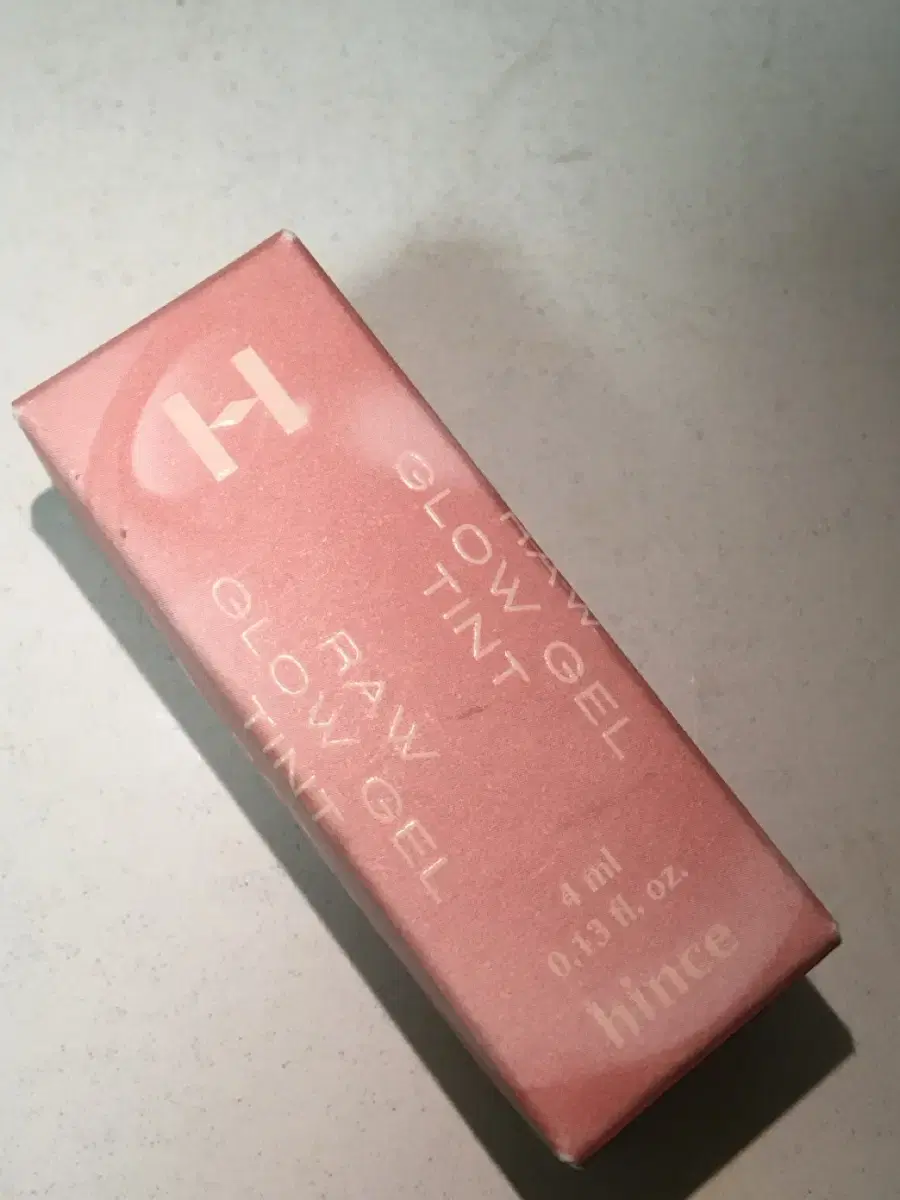 H
RAW
GLOW GEL
TINT
RAW
GLOW GEL
TINT
4 ml
0.13 fl. oz.
hince